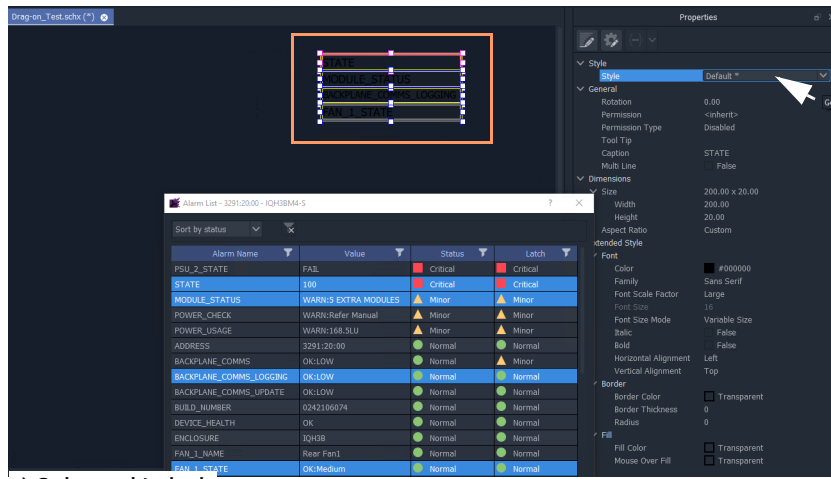 Drag-on_Test.schx (*)
Properties
STATE
MODULE_STATUS
BACKPLANE_COMMS_LOGGING
FAN_1_STATE
Style
Style Default *
General
Rotation 0.00
Permission <inherit>
Permission Type Disabled
Tool Tip
Caption STATE
Multi Line False
Dimensions
Size 200.00 x 20.00
Width 200.00
Height 20.00
Aspect Ratio Custom
xtended Style
Font
Color #000000
Family Sans Serif
Font Scale Factor Large
Font Size 16
Font Size Mode Variable Size
Italic False
Bold False
Horizontal Alignment Left
Vertical Alignment Top
Border
Border Color Transparent
Border Thickness 0
Radius 0
Fill
Fill Color Transparent
Mouse Over Fill Transparent
Alarm List - 3291:20:00 - IQH3BM4-S ?
Sort by status
Alarm Name Value Status Latch
PSU_2_STATE FAIL Critical Critical
STATE 100 Critical Critical
MODULE_STATUS WARN:5 EXTRA MODULES Minor Minor
POWER_CHECK WARN:Refer Manual Minor Minor
POWER_USAGE WARN:168.5LU Minor Minor
ADDRESS 3291:20:00 Normal Normal
BACKPLANE_COMMS OK:LOW Normal Minor
BACKPLANE_COMMS_LOGGING OK:LOW Normal Normal
BACKPLANE_COMMS_UPDATE OK:LOW Normal Normal
BUILD_NUMBER 0242106074 Normal Normal
DEVICE_HEALTH OK Normal Normal
ENCLOSURE IQH3B Normal Normal
FAN_1_NAME Rear Fan1 Normal Normal
FAN_1_STATE OK:Medium Normal Normal